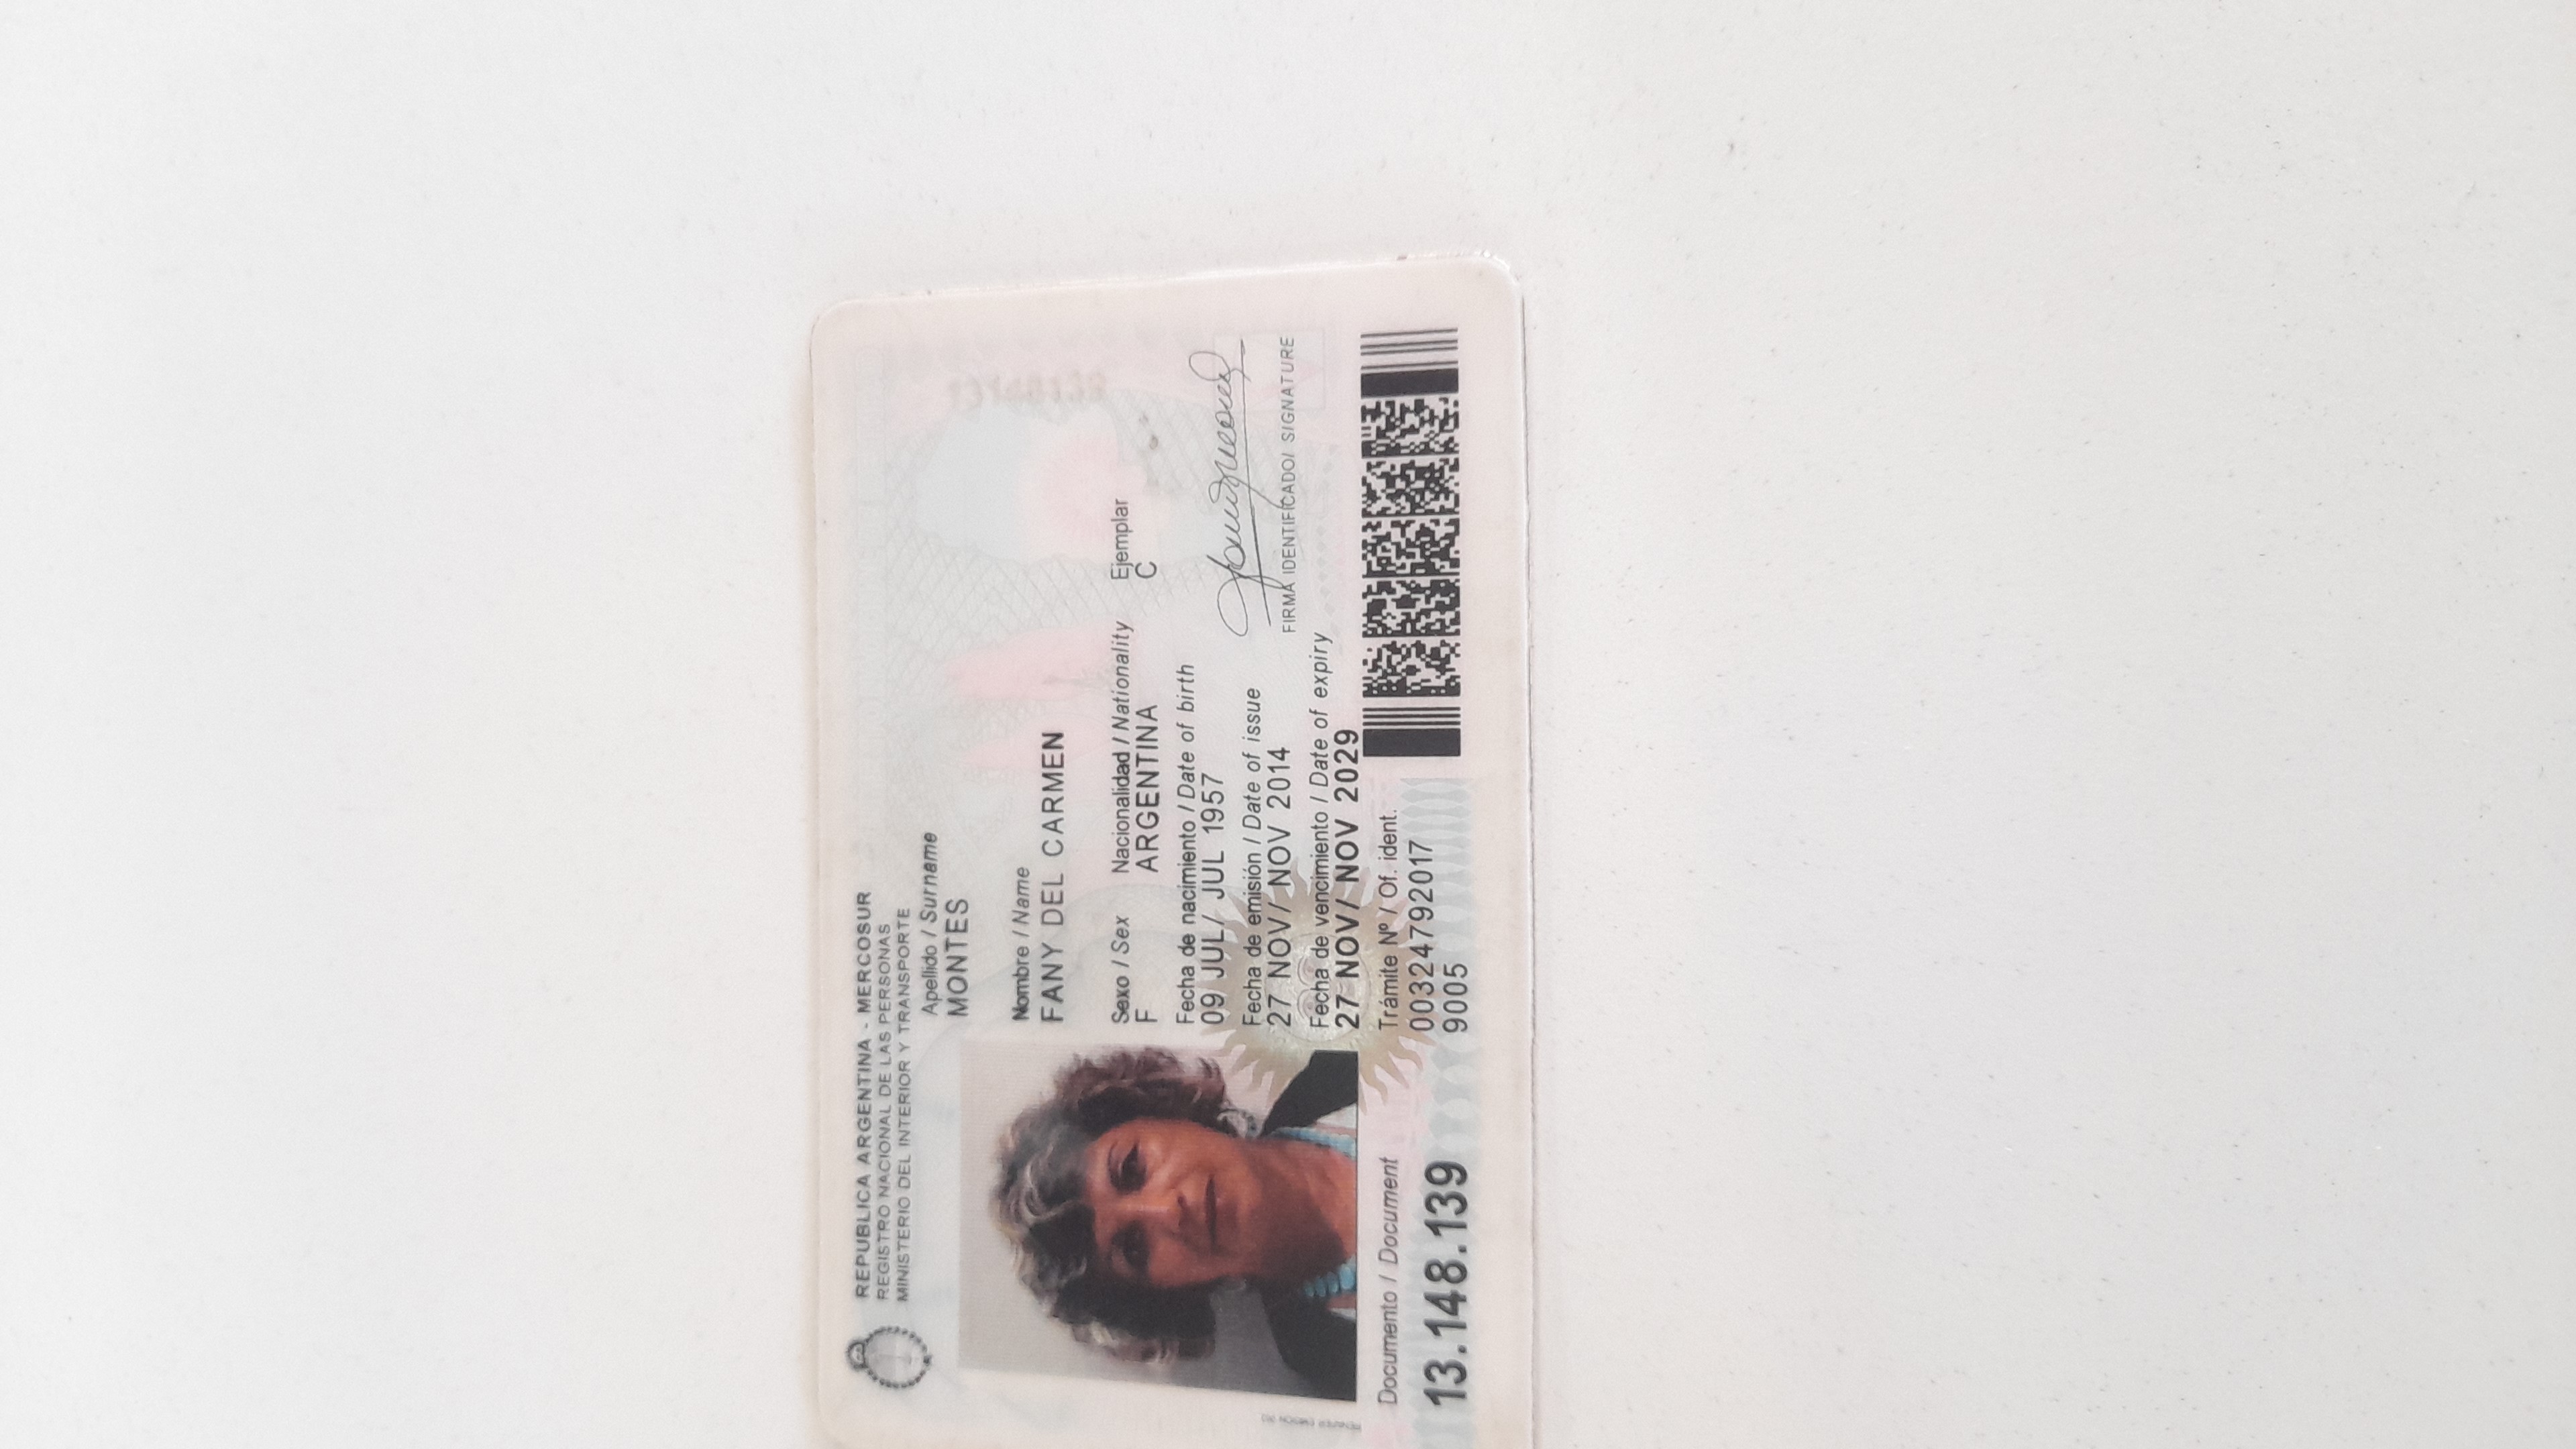 REPUBLICA ARGENTINA - MERCOSUR
REGISTRO NACIONAL DE LAS PERSONAS
MINISTERIO DEL INTERIOR Y TRANSPORTE
Apellido / Surname
MONTES
Nombre / Name
FANY DEL CARMEN
Sexo / Sex Nacionalidad / Nationality Ejemplar
F ARGENTINA C
Fecha de nacimiento / Date of birth
09 JUL/ JUL 1957
Fecha de emisión / Date of issue
27 NOV/ NOV 2014
FIRMA IDENTIFICADO/ SIGNATURE
Fecha de vencimiento / Date of expiry
27 NOV/ NOV 2029
Documento / Document
13.148.139
Trámite Nº / Of. ident.
00324792017
9005